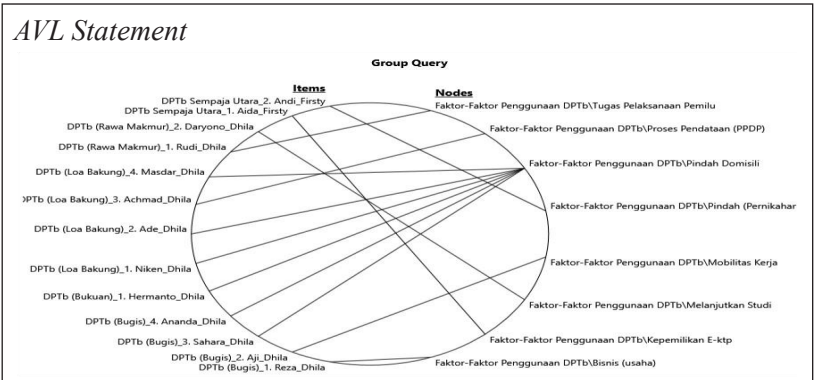 AVL Statement
Group Query
Items
Nodes
DPTb Sempaja Utara_2. Andi_Firsty
DPTb Sempaja Utara_1. Aida_Firsty
DPTb (Rawa Makmur)_2. Daryono_Dhila
DPTb (Rawa Makmur)_1. Rudi_Dhila
DPTb (Loa Bakung)_4. Masdar_Dhila
DPTb (Loa Bakung)_3. Achmad_Dhila
DPTb (Loa Bakung)_2. Ade_Dhila
DPTb (Loa Bakung)_1. Niken_Dhila
DPTb (Bukuan)_1. Hermanto_Dhila
DPTb (Bugis)_4. Ananda_Dhila
DPTb (Bugis)_3. Sahara_Dhila
DPTb (Bugis)_2. Aji_Dhila
DPTb (Bugis)_1. Reza_Dhila
Faktor-Faktor Penggunaan DPTb\Tugas Pelaksanaan Pemilu
Faktor-Faktor Penggunaan DPTb\Proses Pendataan (PPDP)
Faktor-Faktor Penggunaan DPTb\Pindah Domisili
Faktor-Faktor Penggunaan DPTb\Pindah (Pernikahar
Faktor-Faktor Penggunaan DPTb\Mobilitas Kerja
Faktor-Faktor Penggunaan DPTb\Melanjutkan Studi
Faktor-Faktor Penggunaan DPTb\Kepemilikan E-ktp
Faktor-Faktor Penggunaan DPTb\Bisnis (usaha)